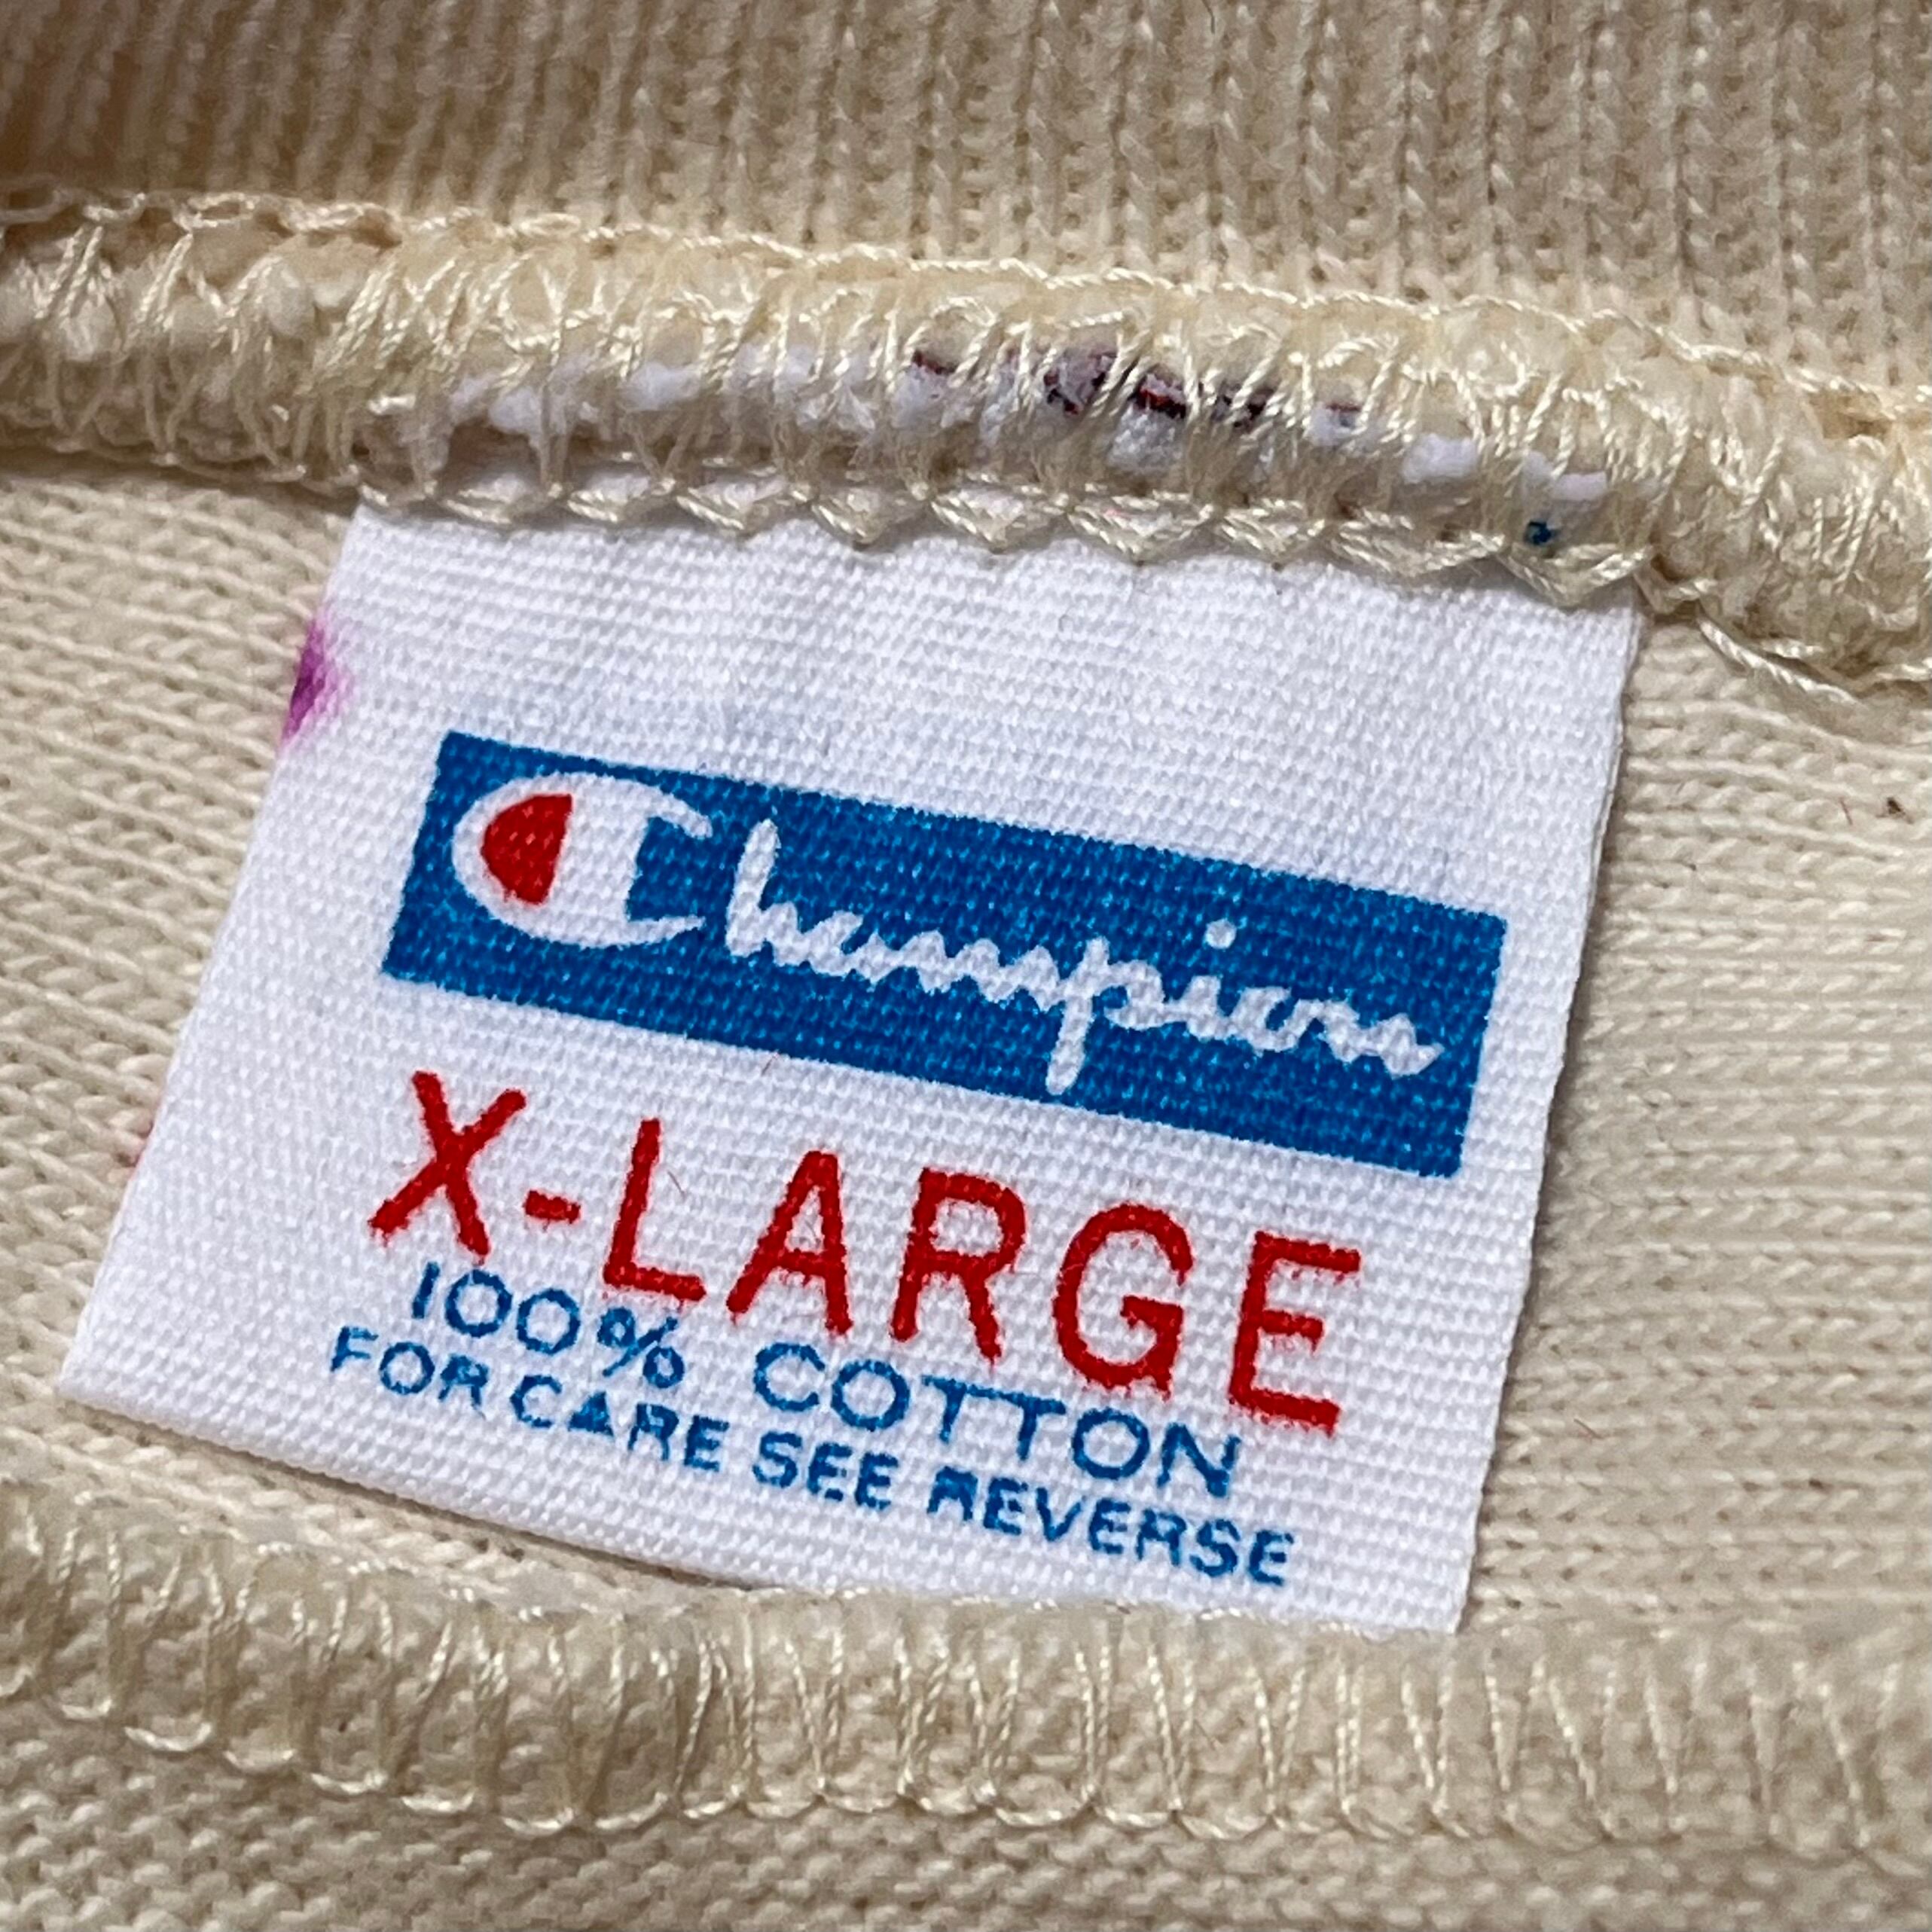 Champion
X-LARGE
100% COTTON
FOR CARE SEE REVERSE